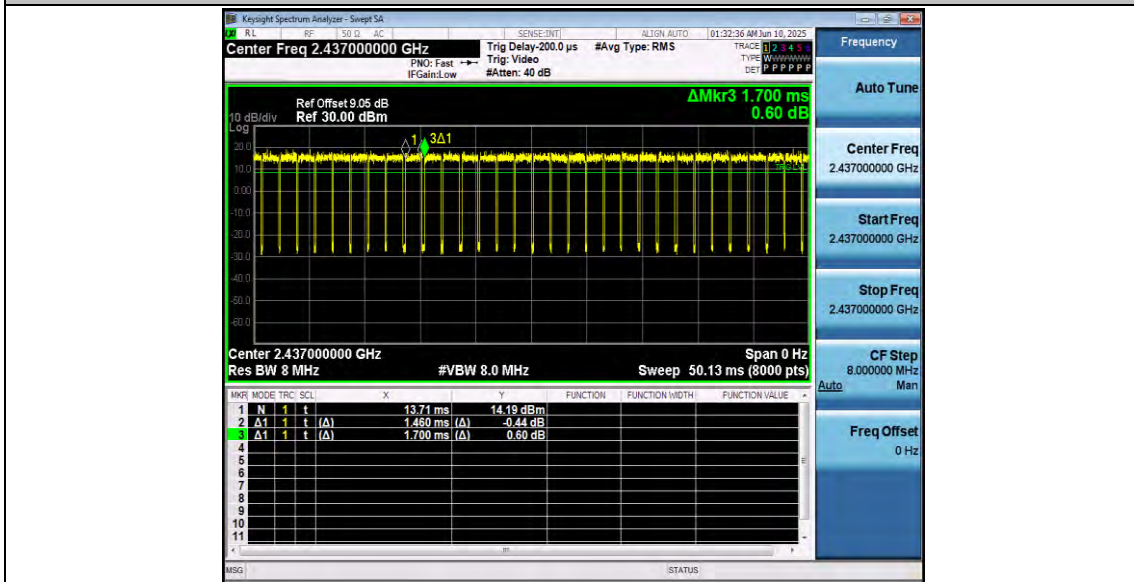 Keysight Spectrum Analyzer - Swept SA
RL RF 50 Ω AC SENSE:INT ALIGN AUTO 01:32:36 AM Jun 10, 2025
Center Freq 2.437000000 GHz
Trig Delay-200.0 µs #Avg Type: RMS
TRACE 1 2 3 4 5 6
PNO: Fast Trig: Video
TYPE WWWWWW
IFGain:Low #Atten: 40 dB
DET P P P P P P
Frequency
Auto Tune
ΔMkr3 1.700 ms
0.60 dB
Ref Offset 9.05 dB
10 dB/div Ref 30.00 dBm
Log
1 3Δ1
20.0
10.0
0.00
-10.0
-20.0
-30.0
-40.0
-50.0
-60.0
Center Freq
2.437000000 GHz
Start Freq
2.437000000 GHz
Stop Freq
2.437000000 GHz
Center 2.437000000 GHz Span 0 Hz
Res BW 8 MHz #VBW 8.0 MHz Sweep 50.13 ms (8000 pts)
CF Step
8.000000 MHz
Auto Man
MKR MODE TRC SCL X Y FUNCTION FUNCTION WIDTH FUNCTION VALUE
1 N 1 t 13.71 ms 14.19 dBm
2 Δ1 1 t (Δ) 1.460 ms (Δ) -0.44 dB
3 Δ1 1 t (Δ) 1.700 ms (Δ) 0.60 dB
4
5
6
7
8
9
10
11
Freq Offset
0 Hz
MSG STATUS